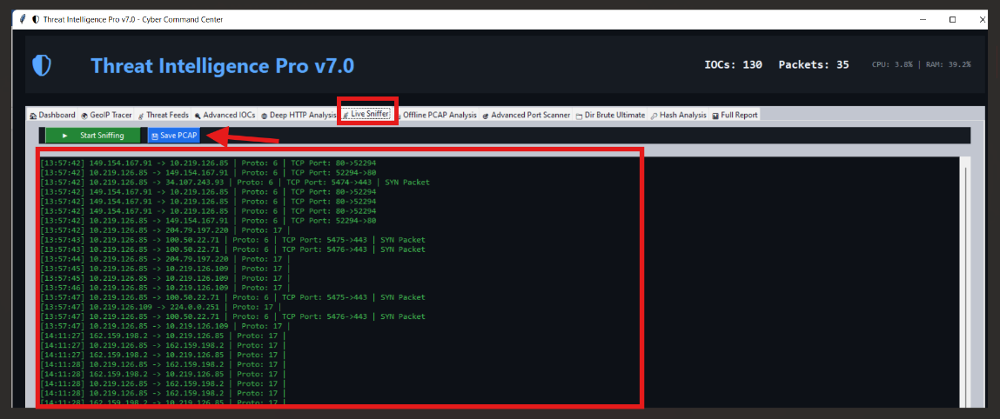 Threat Intelligence Pro v7.0 - Cyber Command Center
Threat Intelligence Pro v7.0
IOCs: 130 Packets: 35 CPU: 3.8% | RAM: 39.2%
Dashboard GeoIP Tracer Threat Feeds Advanced IOCs Deep HTTP Analysis Live Sniffer Offline PCAP Analysis Advanced Port Scanner Dir Brute Ultimate Hash Analysis Full Report
Start Sniffing Save PCAP
[13:57:42] 149.154.167.91 -> 10.219.126.85 | Proto: 6 | TCP Port: 80->52294
[13:57:42] 10.219.126.85 -> 149.154.167.91 | Proto: 6 | TCP Port: 52294->80
[13:57:42] 10.219.126.85 -> 34.107.243.93 | Proto: 6 | TCP Port: 5474->443 | SYN Packet
[13:57:42] 149.154.167.91 -> 10.219.126.85 | Proto: 6 | TCP Port: 80->52294
[13:57:42] 149.154.167.91 -> 10.219.126.85 | Proto: 6 | TCP Port: 80->52294
[13:57:42] 149.154.167.91 -> 10.219.126.85 | Proto: 6 | TCP Port: 80->52294
[13:57:42] 10.219.126.85 -> 149.154.167.91 | Proto: 6 | TCP Port: 52294->80
[13:57:42] 10.219.126.85 -> 204.79.197.220 | Proto: 17 |
[13:57:43] 10.219.126.85 -> 100.50.22.71 | Proto: 6 | TCP Port: 5475->443 | SYN Packet
[13:57:43] 10.219.126.85 -> 100.50.22.71 | Proto: 6 | TCP Port: 5476->443 | SYN Packet
[13:57:44] 10.219.126.85 -> 204.79.197.220 | Proto: 17 |
[13:57:45] 10.219.126.85 -> 10.219.126.109 | Proto: 17 |
[13:57:45] 10.219.126.85 -> 10.219.126.109 | Proto: 17 |
[13:57:46] 10.219.126.85 -> 10.219.126.109 | Proto: 17 |
[13:57:47] 10.219.126.85 -> 100.50.22.71 | Proto: 6 | TCP Port: 5475->443 | SYN Packet
[13:57:47] 10.219.126.109 -> 224.0.0.251 | Proto: 17 |
[13:57:47] 10.219.126.85 -> 100.50.22.71 | Proto: 6 | TCP Port: 5476->443 | SYN Packet
[13:57:47] 10.219.126.85 -> 10.219.126.109 | Proto: 17 |
[14:11:27] 162.159.198.2 -> 10.219.126.85 | Proto: 17 |
[14:11:27] 10.219.126.85 -> 162.159.198.2 | Proto: 17 |
[14:11:28] 162.159.198.2 -> 10.219.126.85 | Proto: 17 |
[14:11:28] 10.219.126.85 -> 162.159.198.2 | Proto: 17 |
[14:11:28] 162.159.198.2 -> 10.219.126.85 | Proto: 17 |
[14:11:28] 10.219.126.85 -> 162.159.198.2 | Proto: 17 |
[14:11:28] 10.219.126.85 -> 162.159.198.2 | Proto: 17 |
[14:11:28] 162.159.198.2 -> 10.219.126.85 | Proto: 17 |